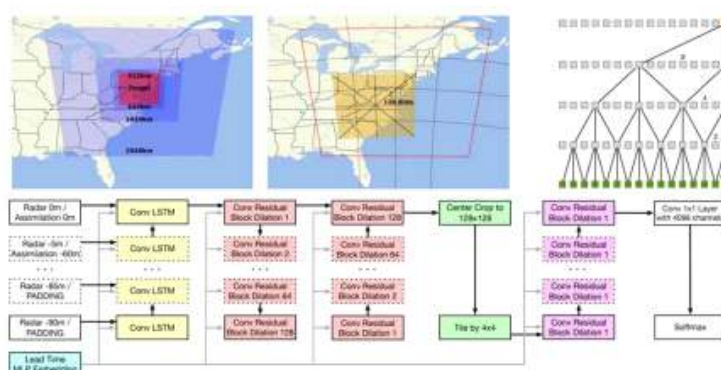 512km
Target
1024km
2048km
Radar 0m /
Assimilation 0m
Conv LSTM
Conv Residual
Block Dilation 1
Conv Residual
Block Dilation 128
Center Crop to
128x128
Conv Residual
Block Dilation 1
Conv 1x1 Layer
with 4096 channel
Radar -5m /
Assimilation -60m
Conv LSTM
Conv Residual
Block Dilation 2
Conv Residual
Block Dilation 64
Conv Residual
Block Dilation 1
Radar -85m /
PADDING
Conv LSTM
Conv Residual
Block Dilation 64
Conv Residual
Block Dilation 2
Conv Residual
Block Dilation 1
Radar -90m /
PADDING
Conv LSTM
Conv Residual
Block Dilation 128
Conv Residual
Block Dilation 1
Tile by 4x4
Conv Residual
Block Dilation 1
Softmax
Lead Time
MLP Embedding